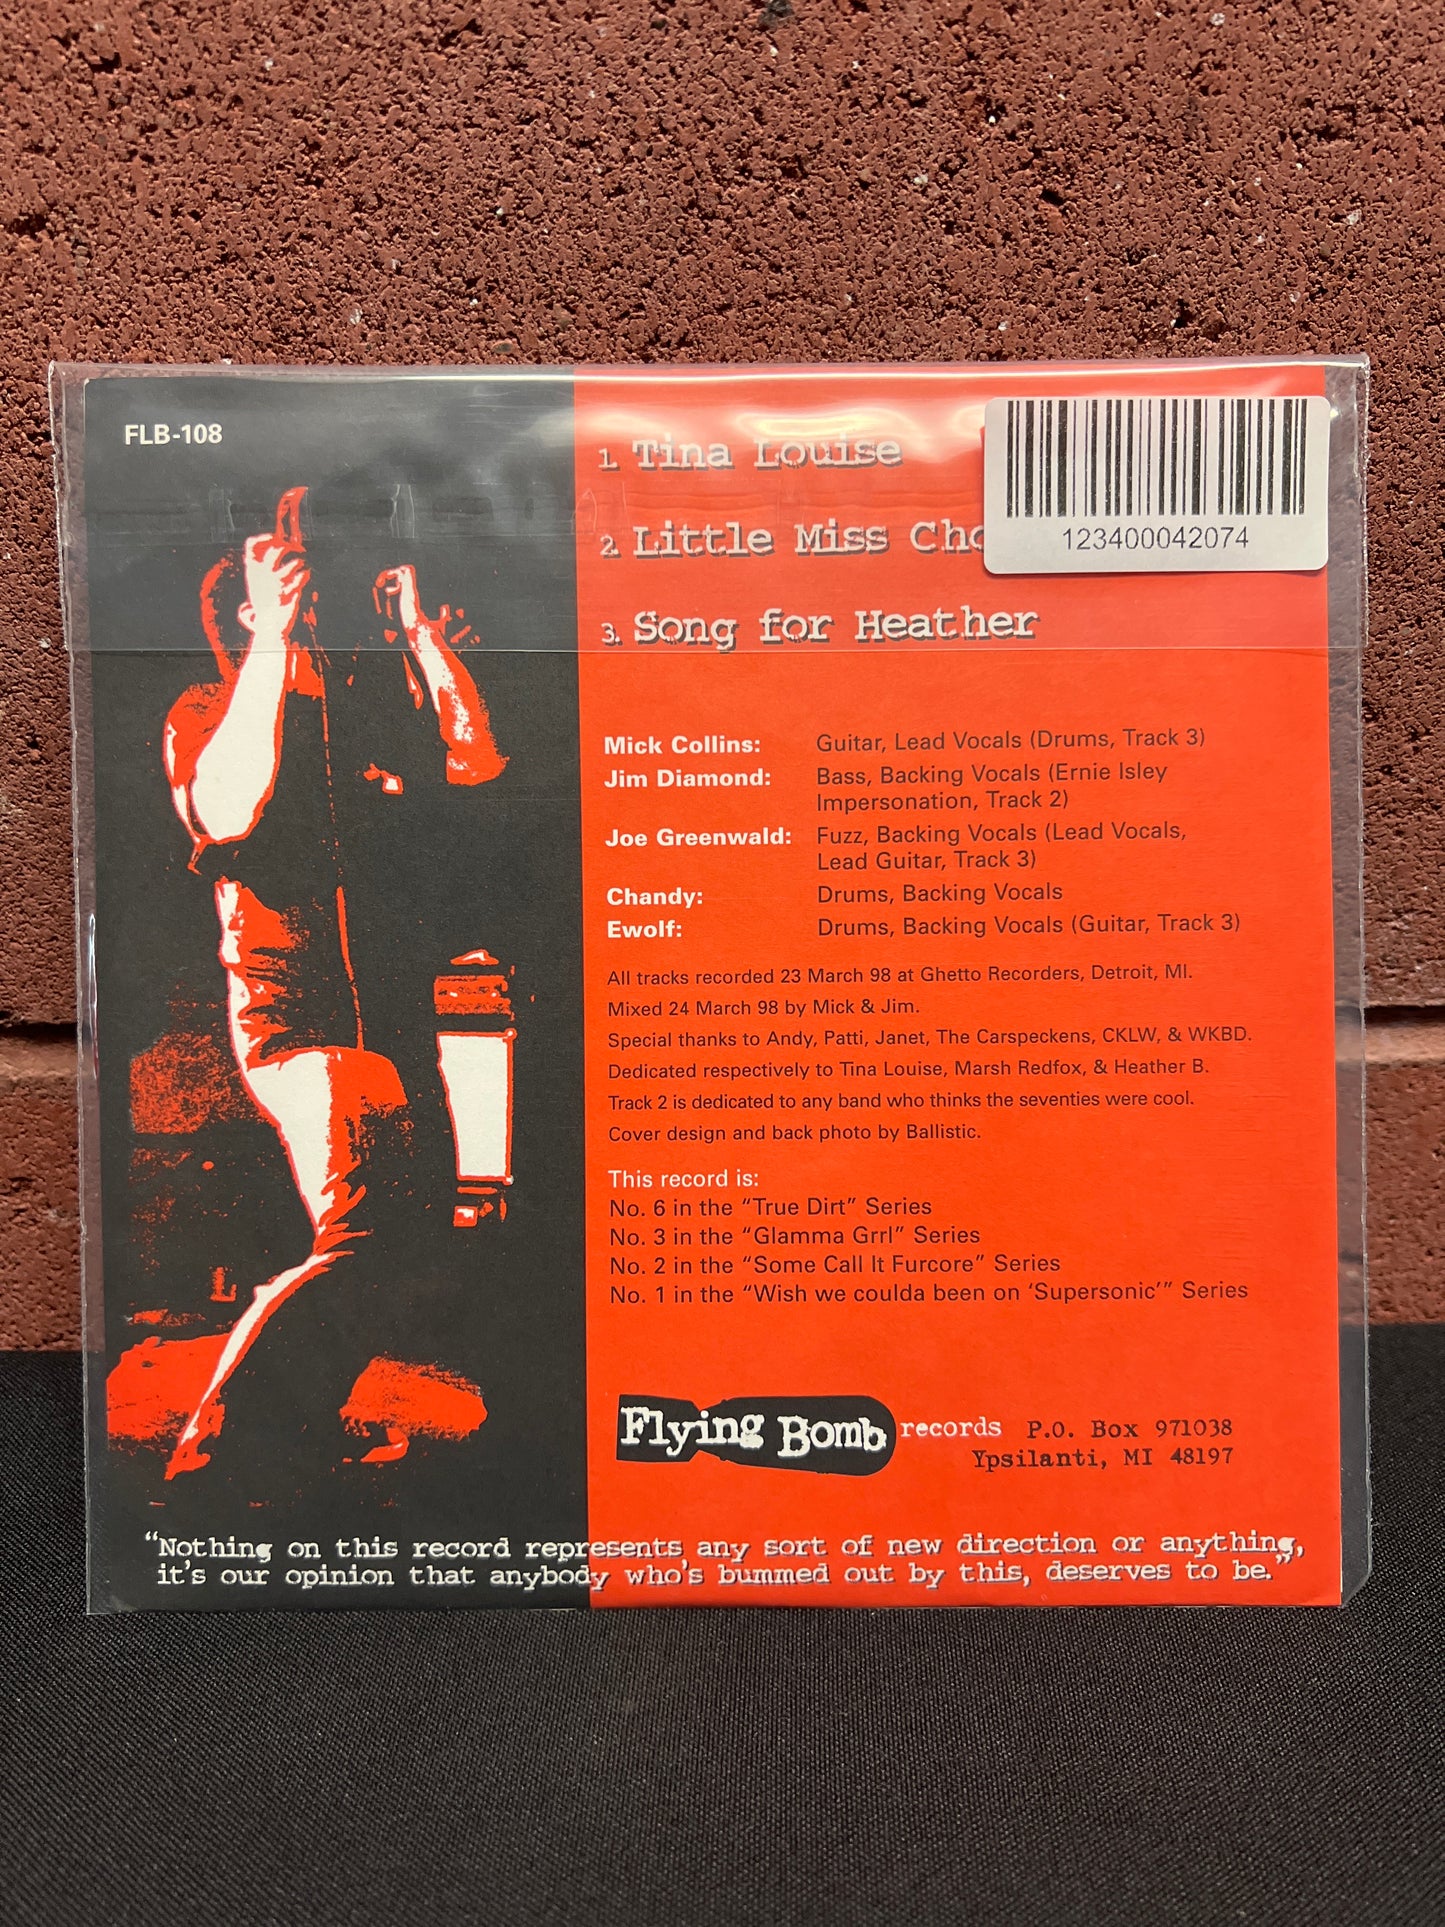 FLB-108
1. Tina Louise
2. Little Miss
3. Song for Heather
123400042074
Mick Collins: Guitar, Lead Vocals (Drums, Track 3)
Jim Diamond: Bass, Backing Vocals (Ernie Isley
Impersonation, Track 2)
Joe Greenwald: Fuzz, Backing Vocals (Lead Vocals,
Lead Guitar, Track 3)
Chandy: Drums, Backing Vocals
Ewolf: Drums, Backing Vocals (Guitar, Track 3)
All tracks recorded 23 March 98 at Ghetto Recorders, Detroit, MI.
Mixed 24 March 98 by Mick & Jim.
Special thanks to Andy, Patti, Janet, The Carspeckens, CKLW, & WKBD.
Dedicated respectively to Tina Louise, Marsh Redfox, & Heather B.
Track 2 is dedicated to any band who thinks the seventies were cool.
Cover design and back photo by Ballistic.
This record is:
No. 6 in the “True Dirt” Series
No. 3 in the “Glamma Grrl” Series
No. 2 in the “Some Call It Furcore” Series
No. 1 in the “Wish we coulda been on ‘Supersonic’” Series
Flying Bomb records P.O. Box 971038
Ypsilanti, MI 48197
“Nothing on this record represents any sort of new direction or anything,
it's our opinion that anybody who's bummed out by this, deserves to be.”